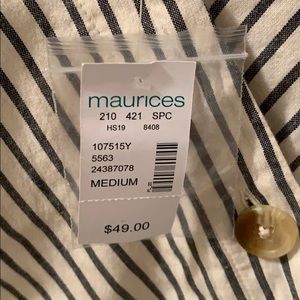 maurices
210 421 SPC
HS19 8408
107515Y
5563
24387078
MEDIUM
$49.00